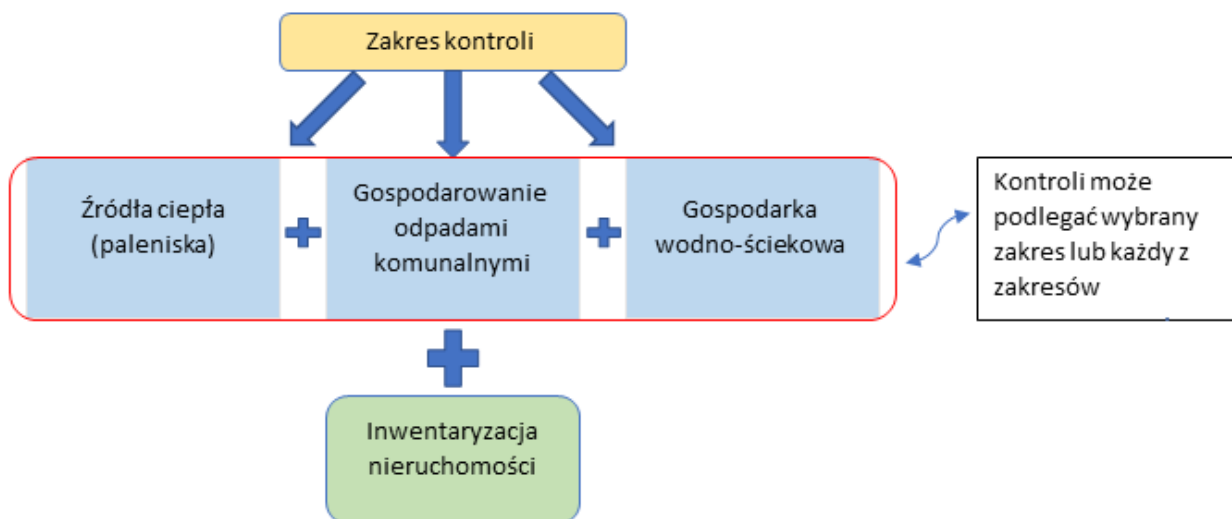 Zakres kontroli
Źródła ciepła
(paleniska)
Gospodarowanie
odpadami
komunalnymi
Gospodarka
wodno-ściekowa
Kontroli może
podlegać wybrany
zakres lub każdy z
zakresów
Inwentaryzacja
nieruchomości